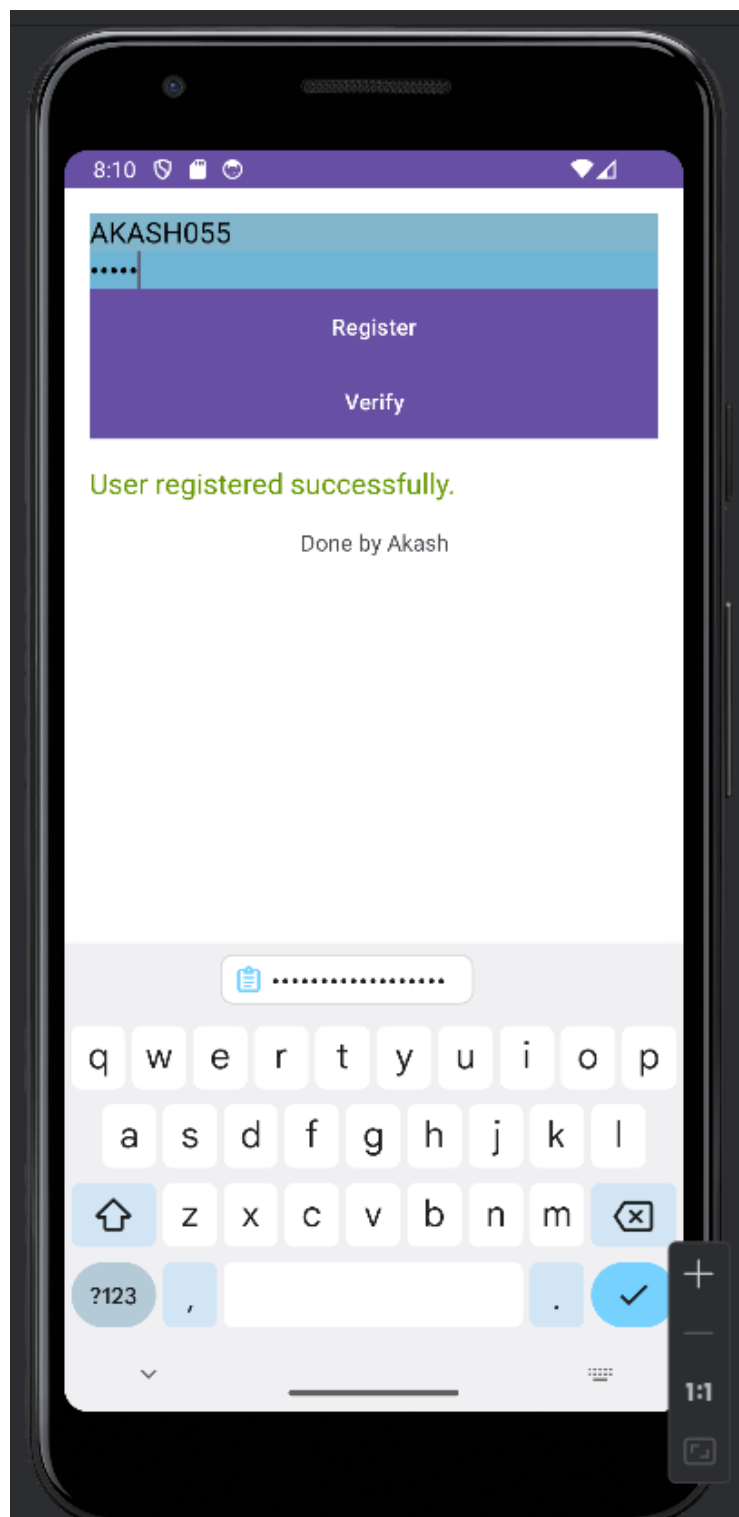 8:10
AKASH055
•••••
Register
Verify
User registered successfully.
Done by Akash
••••••••••••••••••
q w e r t y u i o p
a s d f g h j k l
z x c v b n m
?123 , .
1:1